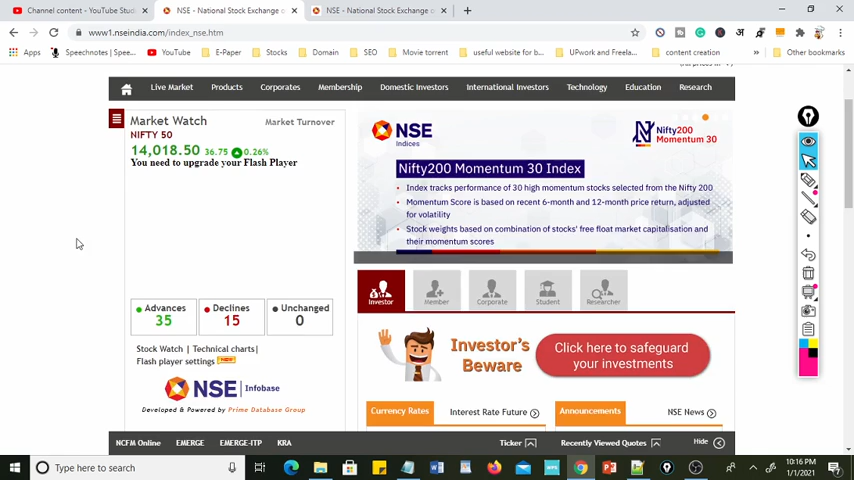 Channel content - YouTube Stud
NSE - National Stock Exchange of
NSE - National Stock Exchange of
www1.nseindia.com/index_nse.htm
Apps
Speechnotes | Spee...
YouTube
E-Paper
Stocks
Domain
SEO
Movie torrent
useful website for b...
UPwork and Freela...
content creation
Other bookmarks
Live Market
Products
Corporates
Membership
Domestic Investors
International Investors
Technology
Education
Research
Market Watch
Market Turnover
NIFTY 50
14,018.50 36.75 0.26%
You need to upgrade your Flash Player
NSE
Indices
Nifty200
Momentum 30
Nifty200 Momentum 30 Index
• Index tracks performance of 30 high momentum stocks selected from the Nifty 200
• Momentum Score is based on recent 6-month and 12-month price return, adjusted
for volatility
• Stock weights based on combination of stocks' free float market capitalisation and
their momentum scores
Investor
Member
Corporate
Student
Researcher
Advances
35
Declines
15
Unchanged
0
Stock Watch | Technical charts|
Flash player settings
NSE Infobase
Developed & Powered by Prime Database Group
Investor's
Beware
Click here to safeguard
your investments
Currency Rates
Interest Rate Future
Announcements
NSE News
NCFM Online
EMERGE
EMERGE-ITP
KRA
Ticker
Recently Viewed Quotes
Hide
Type here to search
10:16 PM
1/1/2021